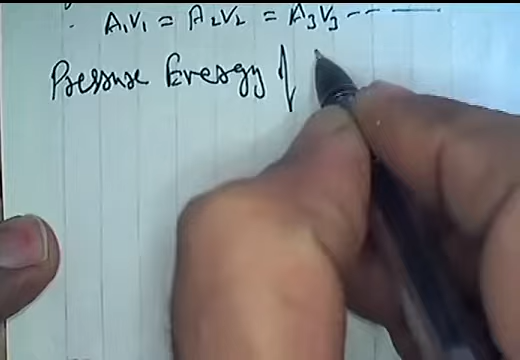 . A₁V₁ = A₂V₂ = A₃V₃ -- ---
Pressure Energy